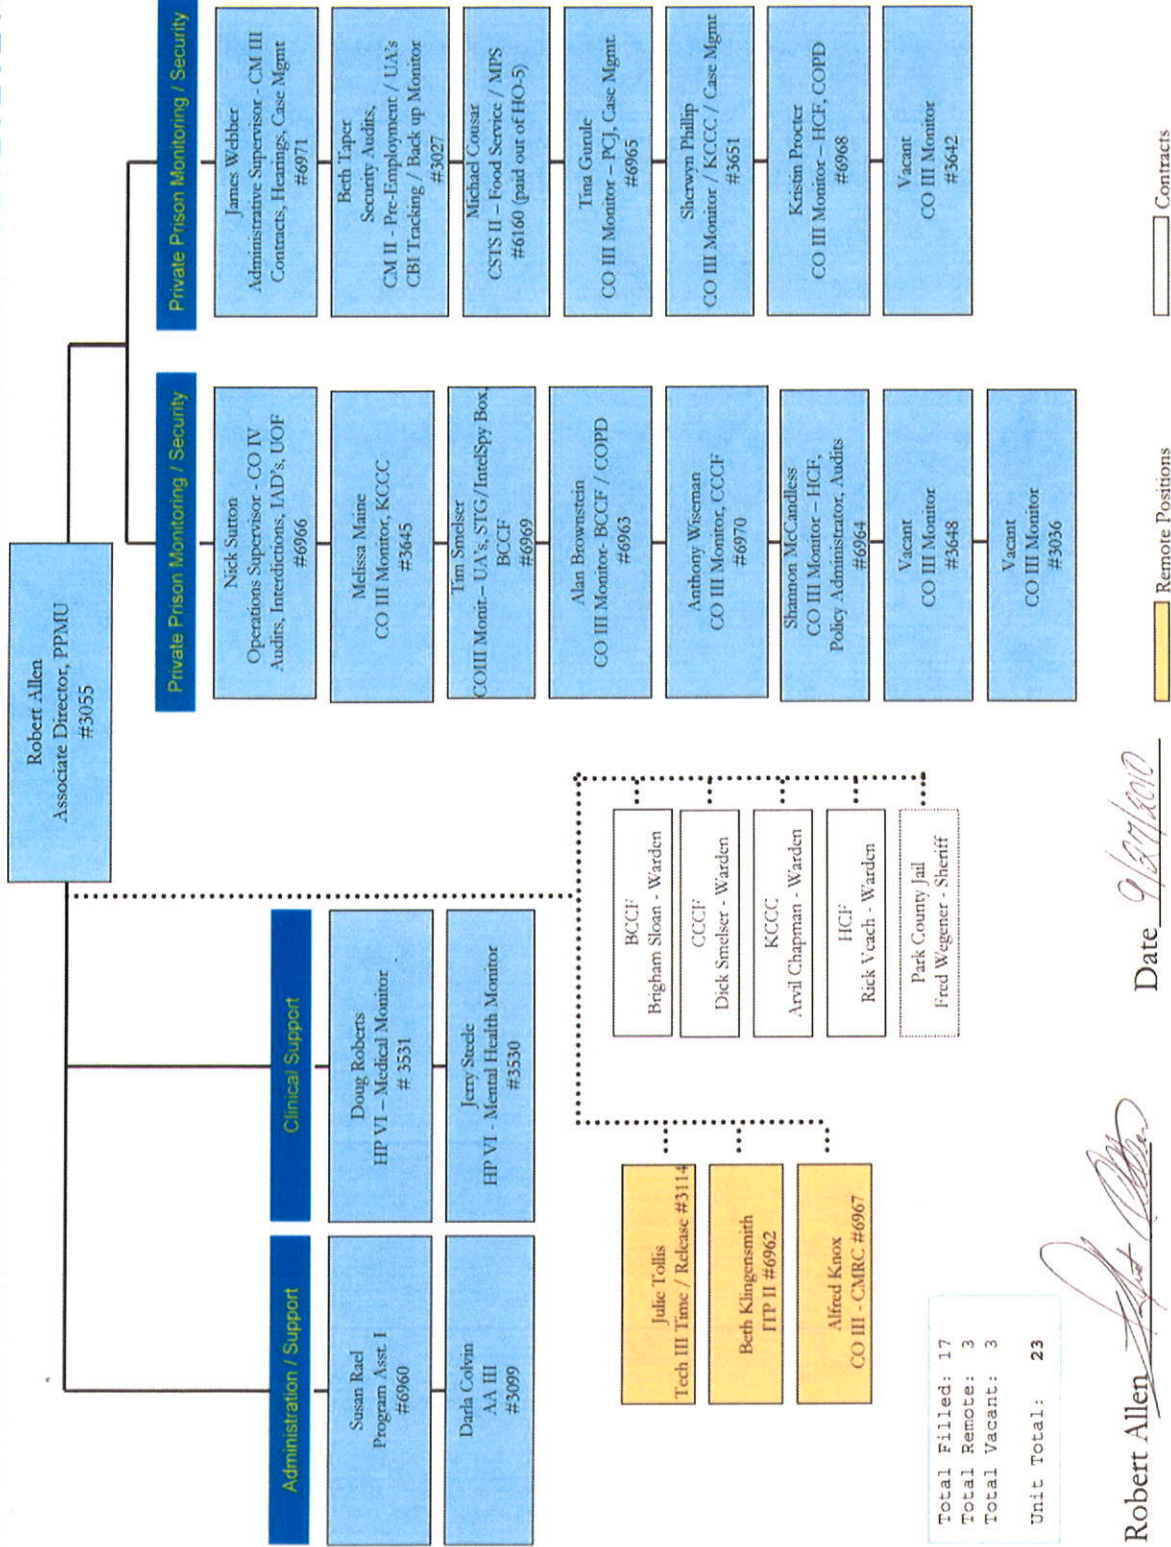 Robert Allen
Associate Director, PPMU
#3055
Administration / Support
Susan Rael
Program Asst. I
#6960
Darla Colvin
AA III
#3099
Clinical Support
Doug Roberts
HP VI – Medical Monitor
# 3531
Jerry Steele
HP VI - Mental Health Monitor
#3530
Private Prison Monitoring / Security
Nick Sutton
Operations Supervisor - CO IV
Audits, Interdictions, IAD's, UOF
#6966
Melissa Maine
CO III Monitor, KCCC
#3645
Tim Smelser
COIII Monit.– UA's, STG/IntelSpy Box,
BCCF
#6969
Alan Brownstein
CO III Monitor- BCCF / COPD
#6963
Anthony Wiseman
CO III Monitor, CCCF
#6970
Shannon McCandless
CO III Monitor – HCF,
Policy Administrator, Audits
#6964
Vacant
CO III Monitor
#3648
Vacant
CO III Monitor
#3036
Private Prison Monitoring / Security
James Webber
Administrative Supervisor - CM III
Contracts, Hearings, Case Mgmt
#6971
Beth Taper
Security Audits,
CM II - Pre-Employment / UA's
CBI Tracking / Back up Monitor
#3027
Michael Cousar
CSTS II – Food Service / MPS
#6160 (paid out of HO-5)
Tina Gurule
CO III Monitor – PCJ, Case Mgmt.
#6965
Sherwyn Phillip
CO III Monitor / KCCC / Case Mgmt
#3651
Kristin Procter
CO III Monitor – HCF, COPD
#6968
Vacant
CO III Monitor
#3642
Julie Tollis
Tech III Time / Release #3114
Beth Klingensmith
ITP II #6962
Alfred Knox
CO III - CMRC #6967
BCCF
Brigham Sloan - Warden
CCCF
Dick Smelser - Warden
KCCC
Arvil Chapman - Warden
HCF
Rick Veach - Warden
Park County Jail
Fred Wegener - Sheriff
Total Filled: 17
Total Remote: 3
Total Vacant: 3
Unit Total: 23
Robert Allen Robert Allen Date 9/27/2010
Remote Positions
Contracts